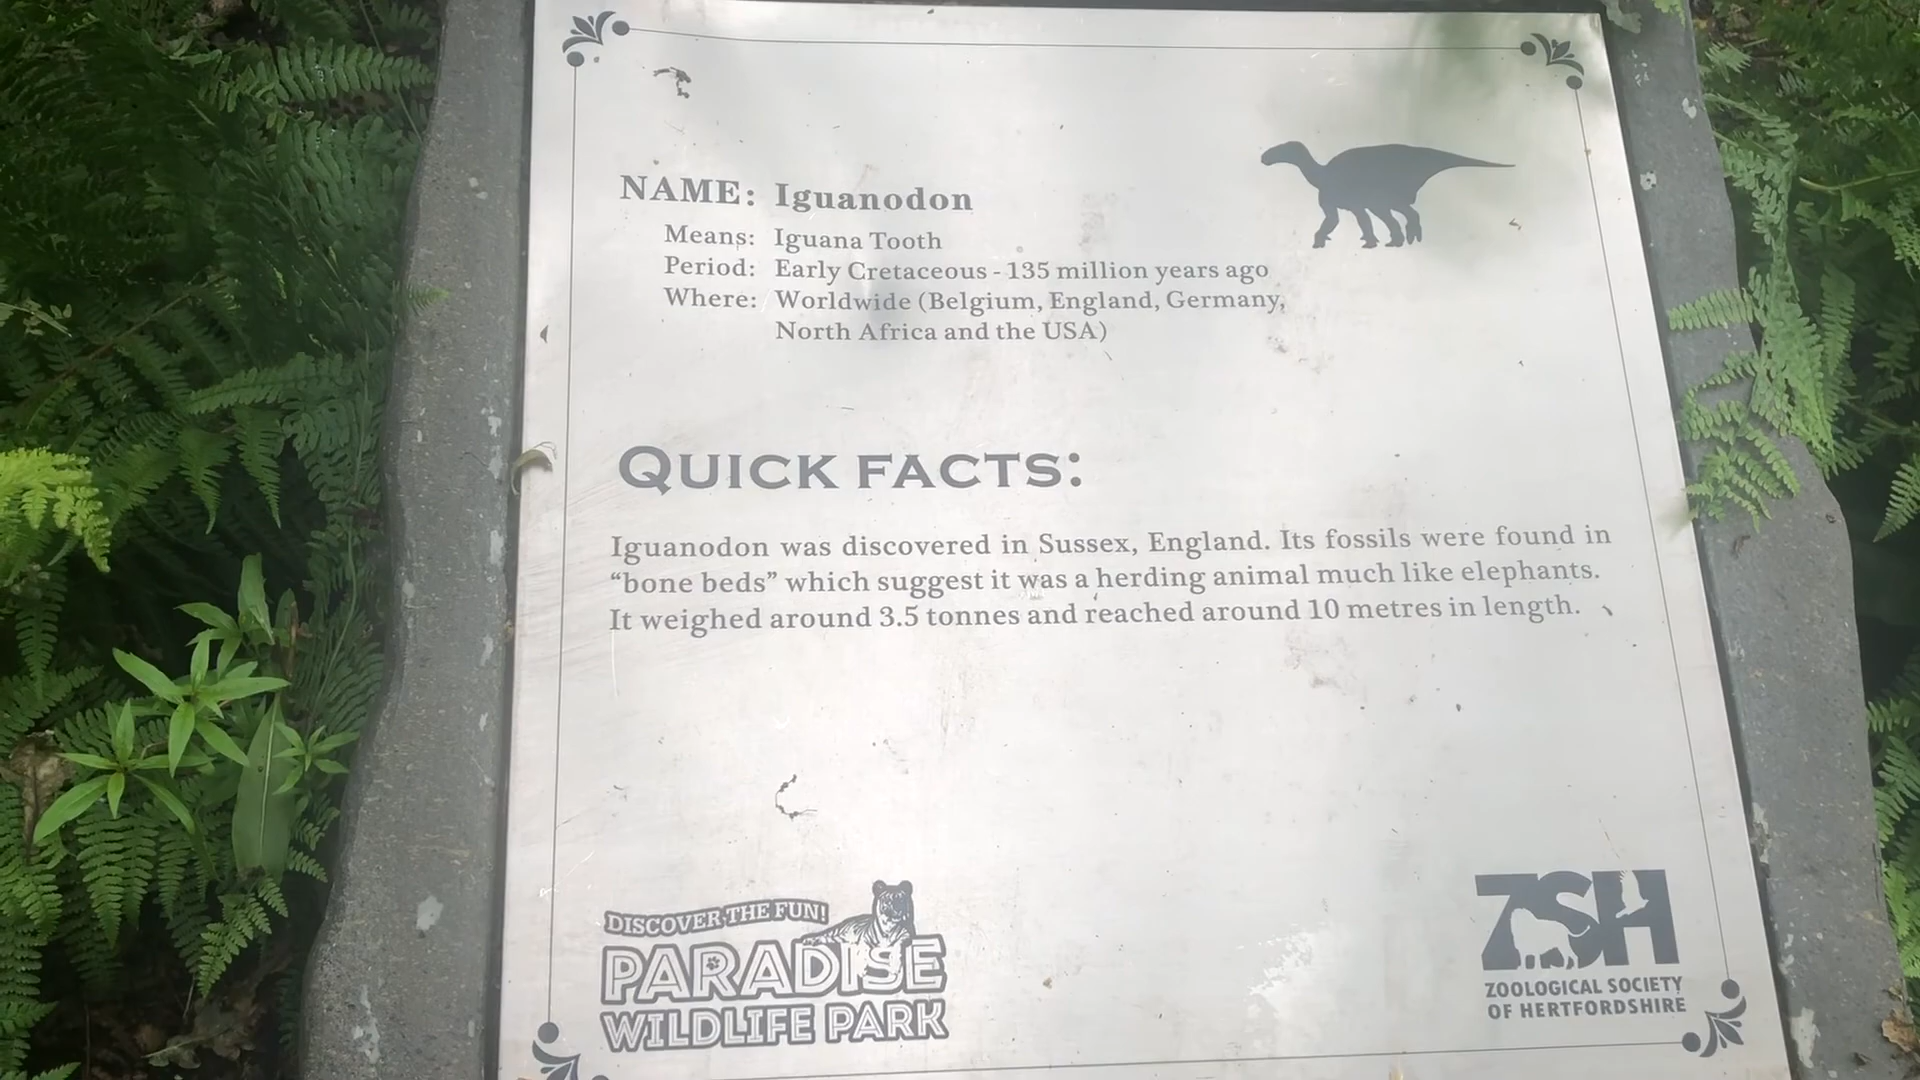 NAME: Iguanodon
Means: Iguana Tooth
Period: Early Cretaceous - 135 million years ago
Where: Worldwide (Belgium, England, Germany,
North Africa and the USA)
QUICK FACTS:
Iguanodon was discovered in Sussex, England. Its fossils were found in
“bone beds” which suggest it was a herding animal much like elephants.
It weighed around 3.5 tonnes and reached around 10 metres in length.
DISCOVER THE FUN!
PARADISE
WILDLIFE PARK
ZSH
ZOOLOGICAL SOCIETY
OF HERTFORDSHIRE